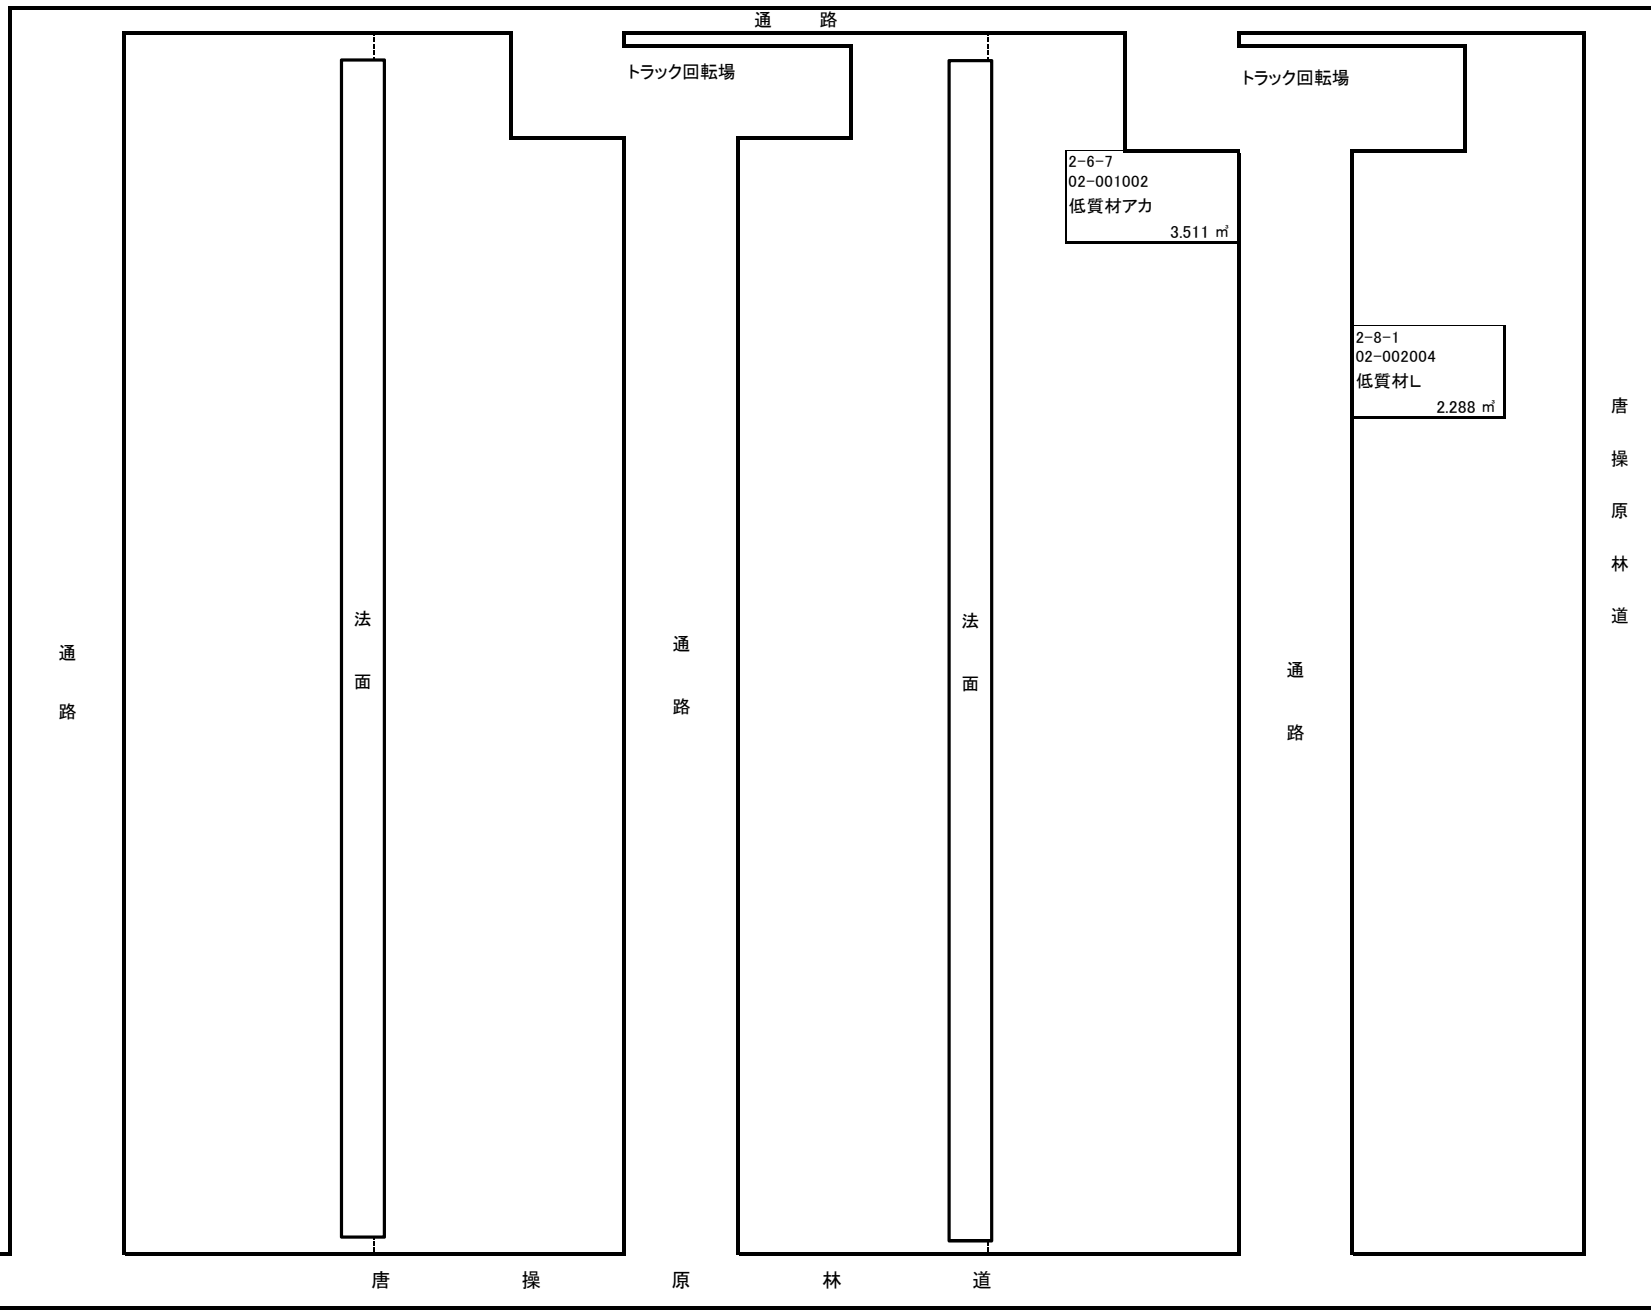 通 路
トラック回転場
トラック回転場
2-6-7
02-001002
低質材アカ
3.511 ㎥
2-8-1
02-002004
低質材L
2.288 ㎥
唐操原林道
通路
法面
通路
法面
通路
唐 操 原 林 道